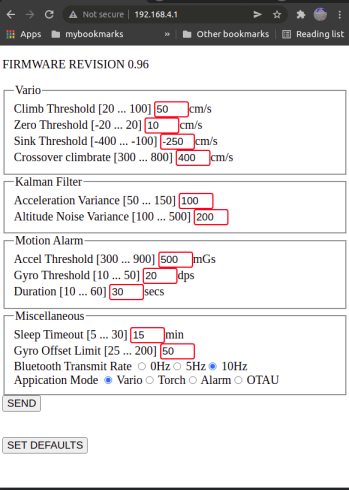 Not secure | 192.168.4.1
Apps mybookmarks » Other bookmarks Reading list
FIRMWARE REVISION 0.96
Vario
Climb Threshold [20 ... 100] 50 cm/s
Zero Threshold [-20 ... 20] 10 cm/s
Sink Threshold [-400 ... -100] -250 cm/s
Crossover climbrate [300 ... 800] 400 cm/s
Kalman Filter
Acceleration Variance [50 ... 150] 100
Altitude Noise Variance [100 ... 500] 200
Motion Alarm
Accel Threshold [300 ... 900] 500 mGs
Gyro Threshold [10 ... 50] 20 dps
Duration [10 ... 60] 30 secs
Miscellaneous
Sleep Timeout [5 ... 30] 15 min
Gyro Offset Limit [25 ... 200] 50
Bluetooth Transmit Rate 0Hz 5Hz 10Hz
Appication Mode Vario Torch Alarm OTAU
SEND
SET DEFAULTS